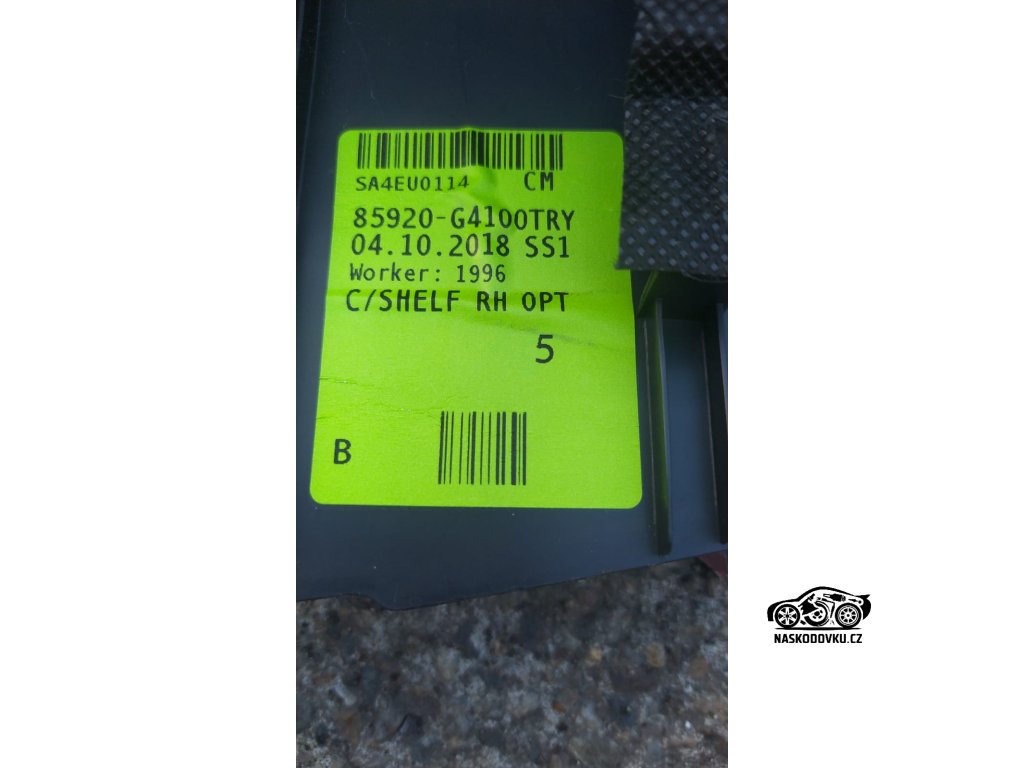 SA4EU0114 CM
85920-G4100TRY
04.10.2018 SS1
Worker: 1996
C/SHELF RH OPT
5
B
NASKODOVKU.CZ